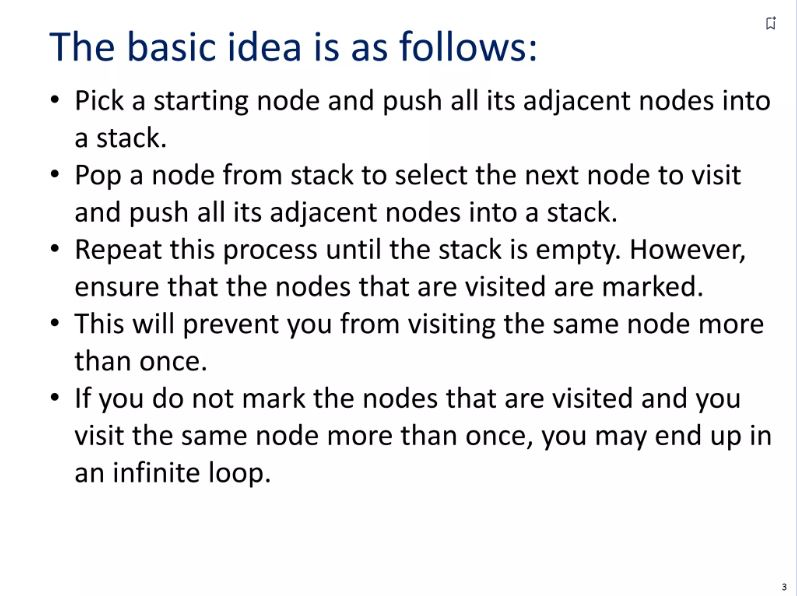 The basic idea is as follows:
• Pick a starting node and push all its adjacent nodes into
a stack.
• Pop a node from stack to select the next node to visit
and push all its adjacent nodes into a stack.
• Repeat this process until the stack is empty. However,
ensure that the nodes that are visited are marked.
• This will prevent you from visiting the same node more
than once.
• If you do not mark the nodes that are visited and you
visit the same node more than once, you may end up in
an infinite loop.
3